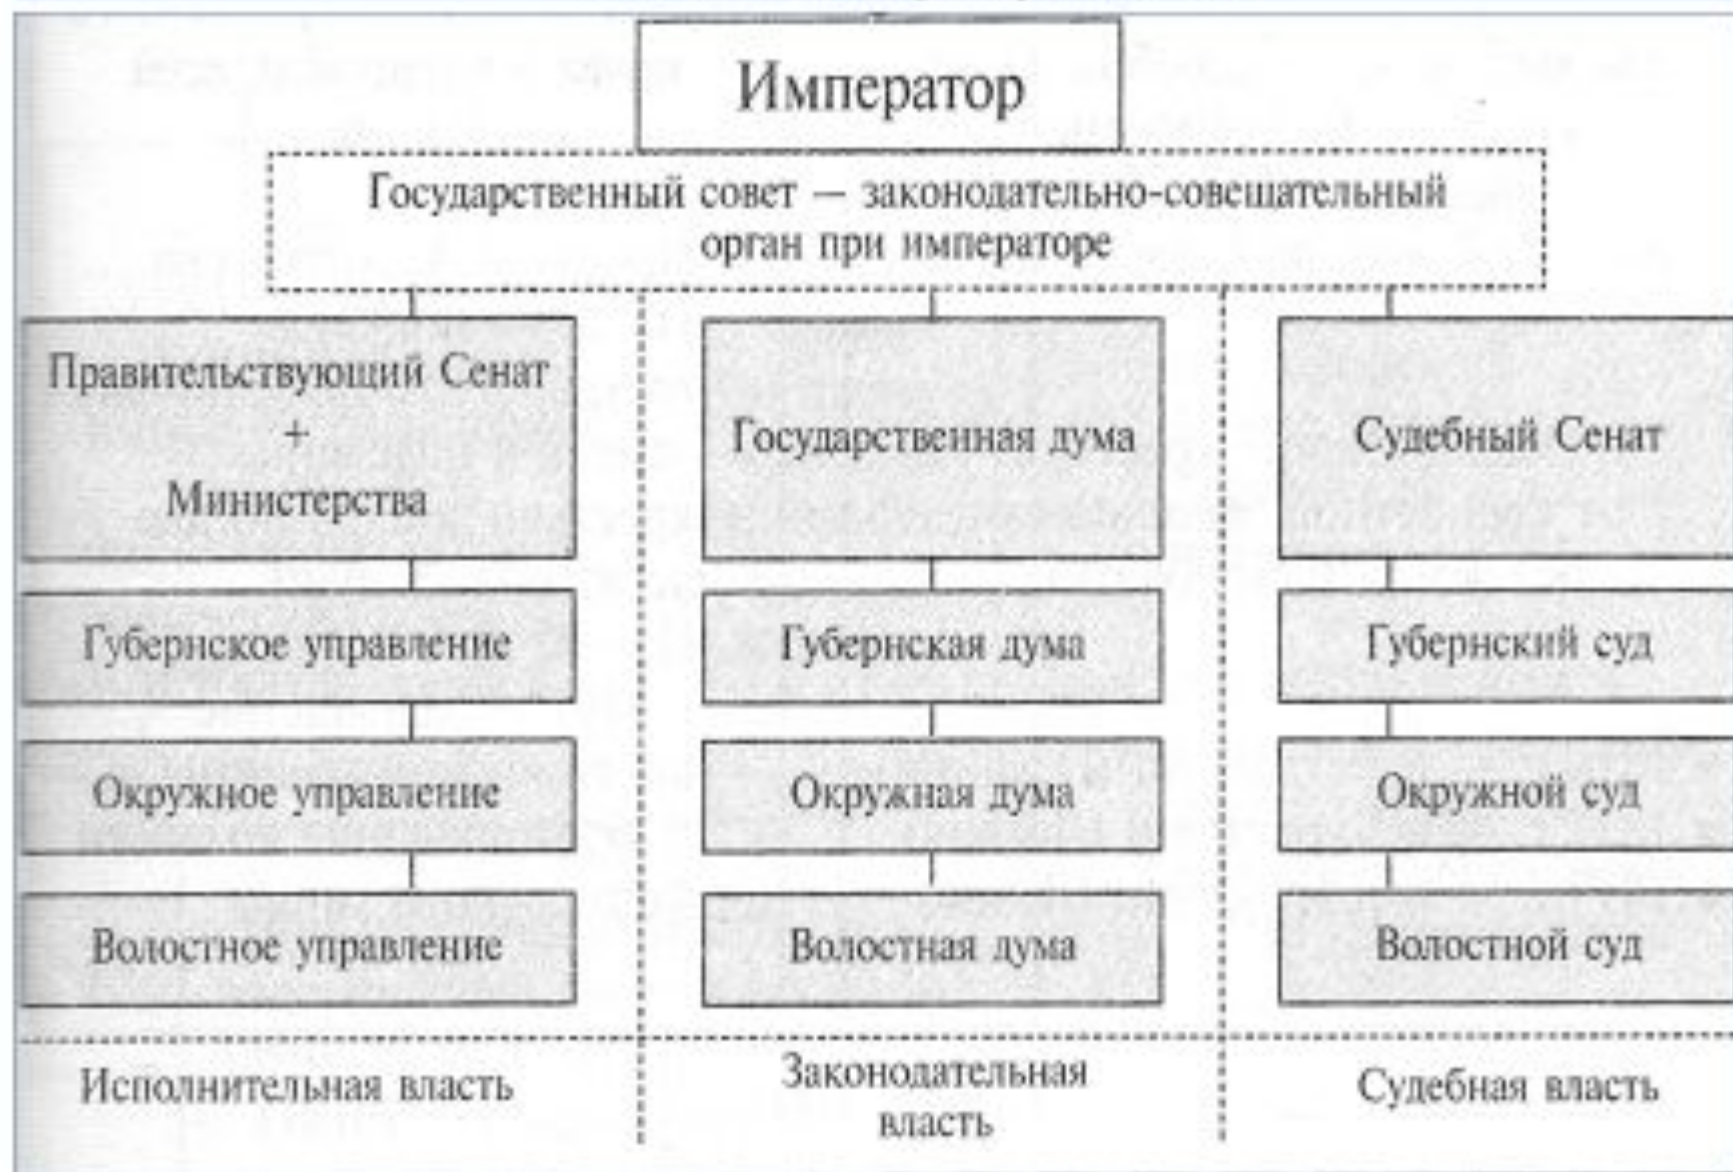 Император
Государственный совет — законодательно-совещательный
орган при императоре
Правительствующий Сенат
+
Министерства
Государственная дума
Судебный Сенат
Губернское управление
Губернская дума
Губернский суд
Окружное управление
Окружная дума
Окружной суд
Волостное управление
Волостная дума
Волостной суд
Исполнительная власть
Законодательная
власть
Судебная власть